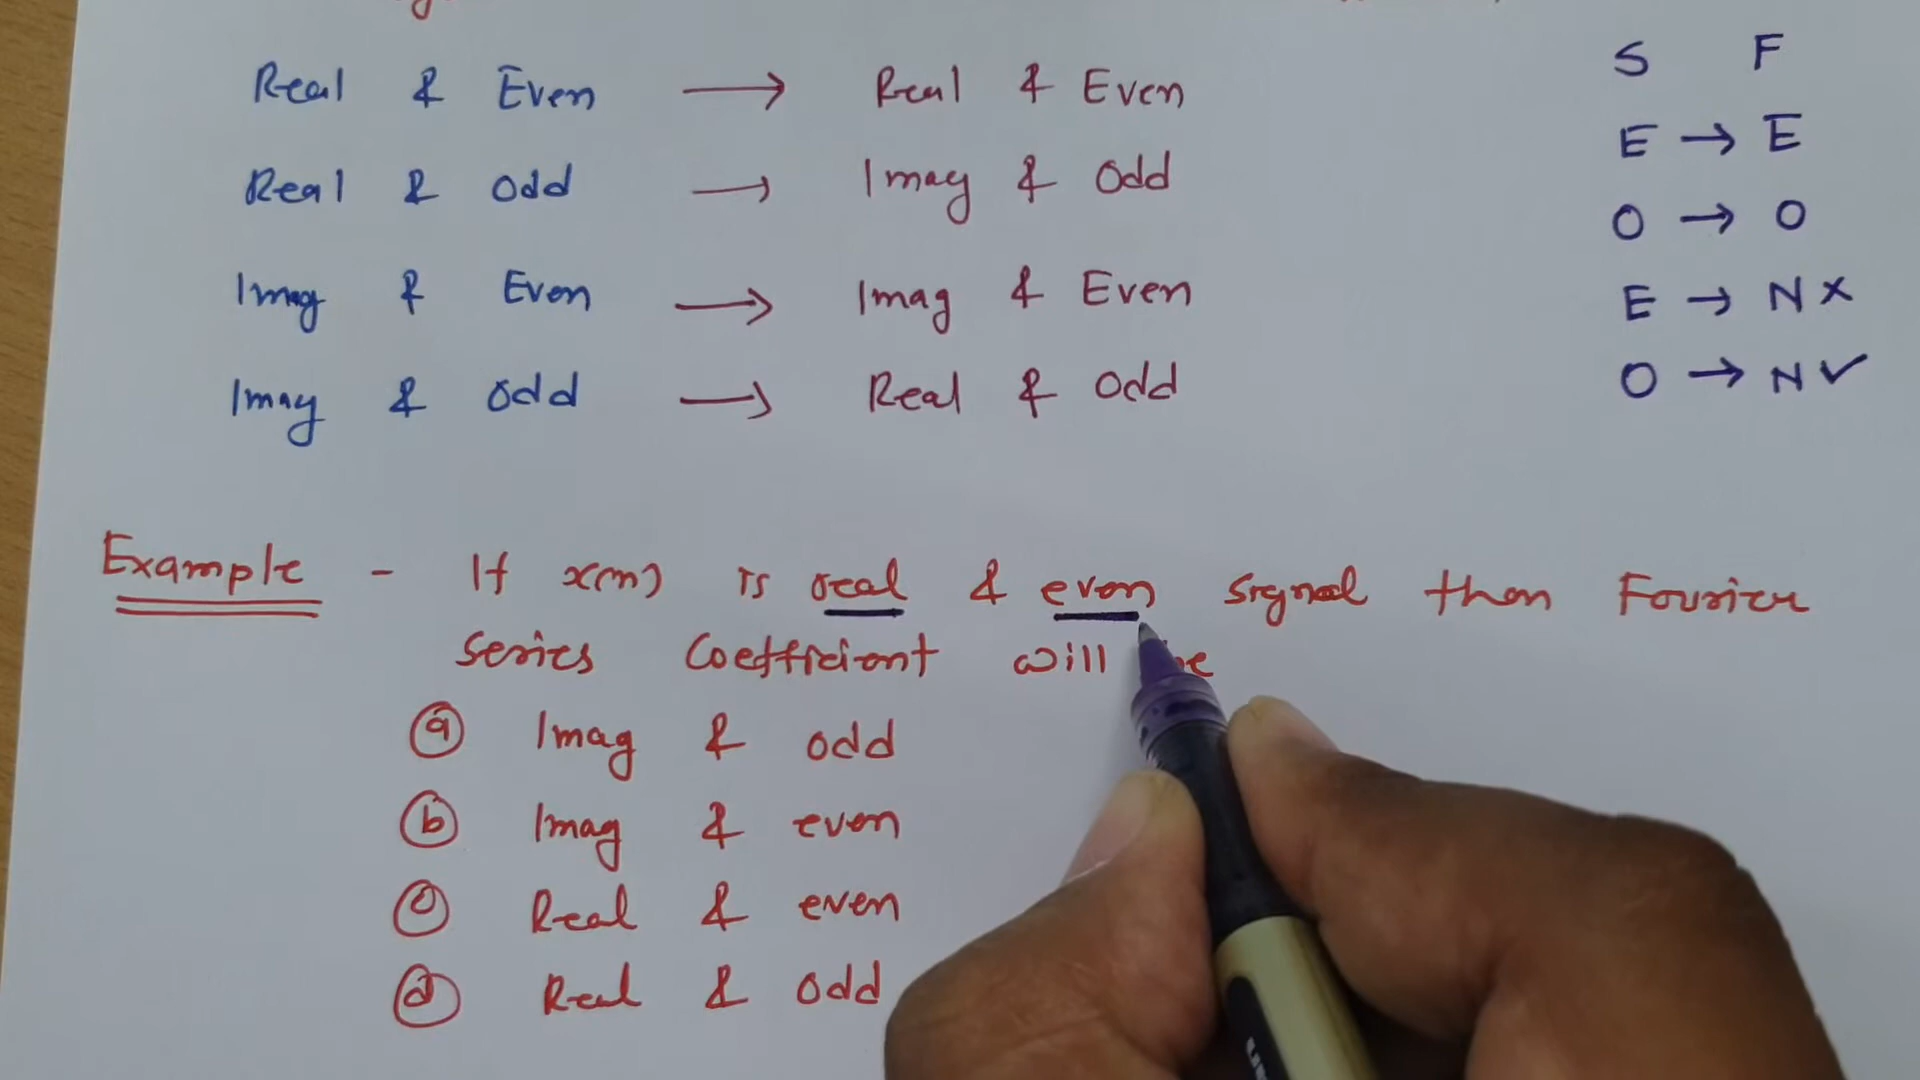 Real & Even → Real & Even
Real & Odd → Imag & Odd
Imag & Even → Imag & Even
Imag & Odd → Real & Odd
S F
E → E
O → O
E → N ×
O → N ✓
Example - If x(n) is real & even signal then Fourier
series Coefficient will be
(a) Imag & odd
(b) Imag & even
(c) Real & even
(d) Real & odd